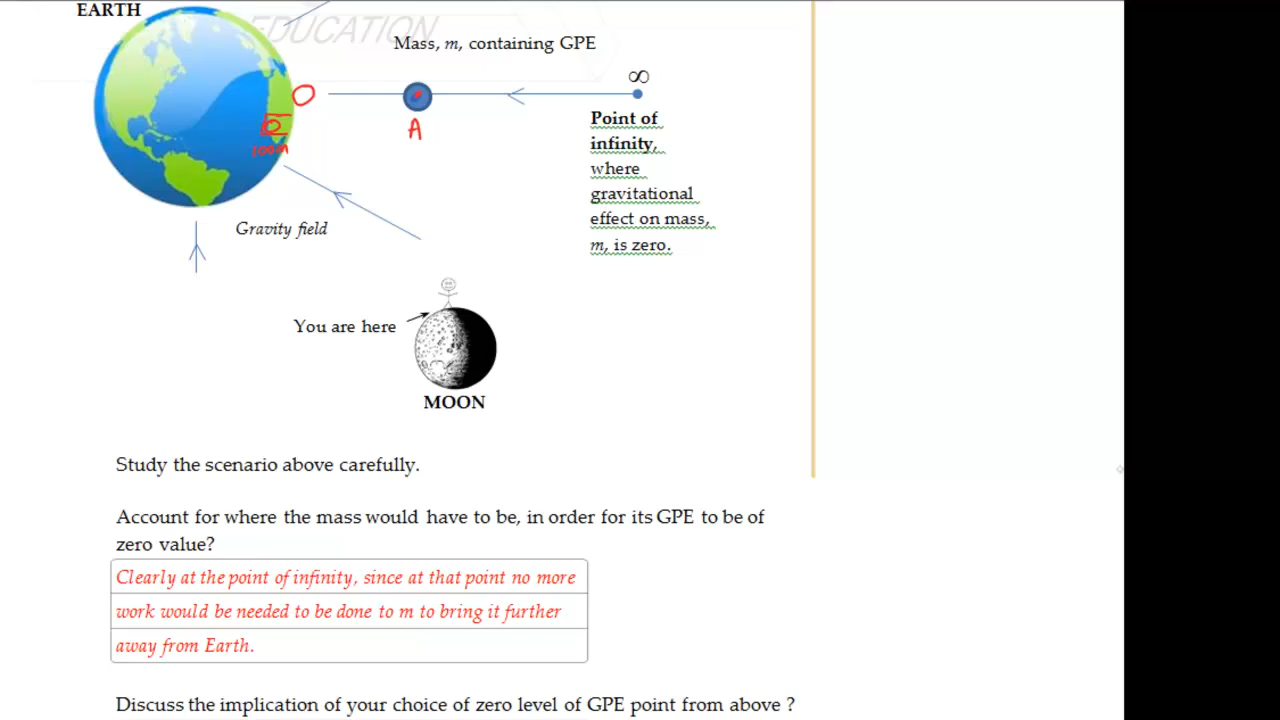 EARTH
EDUCATION
Mass, m, containing GPE
∞
A
100m
Point of
infinity,
where
gravitational
effect on mass,
m, is zero.
Gravity field
You are here
MOON
Study the scenario above carefully.
Account for where the mass would have to be, in order for its GPE to be of
zero value?
Clearly at the point of infinity, since at that point no more
work would be needed to be done to m to bring it further
away from Earth.
Discuss the implication of your choice of zero level of GPE point from above ?